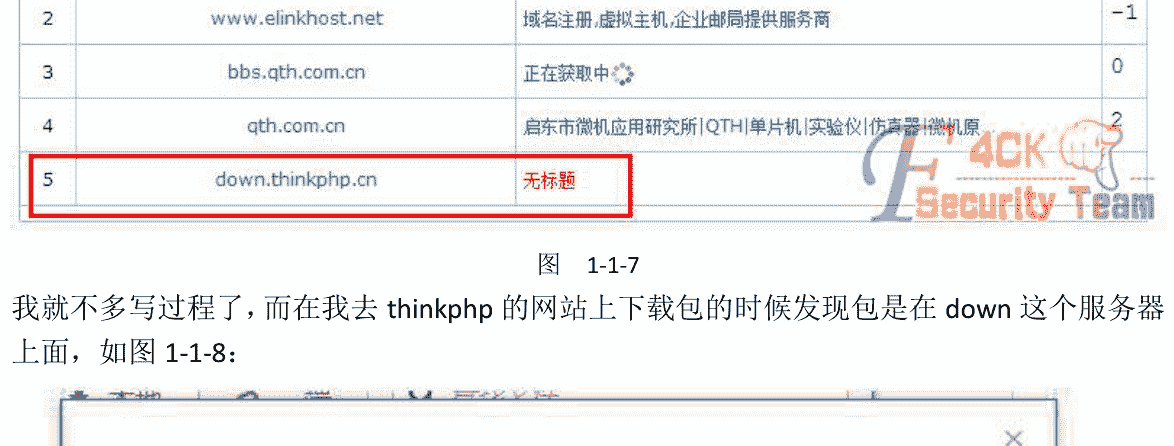 2 www.elinkhost.net 域名注册,虚拟主机,企业邮局提供服务商 -1
3 bbs.qth.com.cn 正在获取中 0
4 qth.com.cn 启东市微机应用研究所|QTH|单片机|实验仪|仿真器|微机原... 2
5 down.thinkphp.cn 无标题
F4CK
Security Team
图 1-1-7
我就不多写过程了，而在我去 thinkphp 的网站上下载包的时候发现包是在 down 这个服务器
上面，如图 1-1-8：